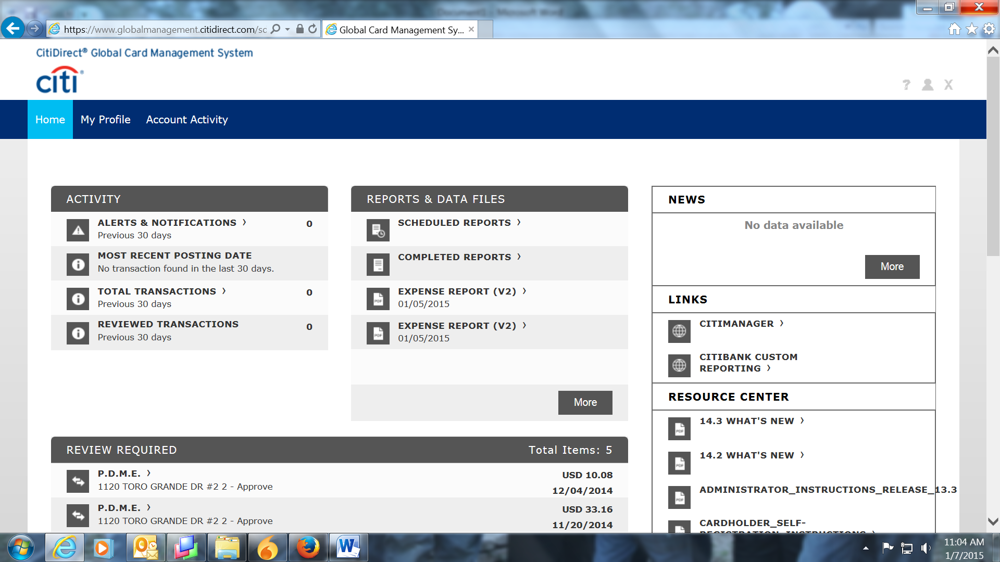 Document1 - Microsoft Word
https://www.globalmanagement.citidirect.com/sc
Global Card Management Sy...
CitiDirect® Global Card Management System
citi®
? X
Home My Profile Account Activity
ACTIVITY
ALERTS & NOTIFICATIONS › 0
Previous 30 days
MOST RECENT POSTING DATE
No transaction found in the last 30 days.
TOTAL TRANSACTIONS › 0
Previous 30 days
REVIEWED TRANSACTIONS 0
Previous 30 days
REPORTS & DATA FILES
SCHEDULED REPORTS ›
COMPLETED REPORTS ›
EXPENSE REPORT (V2) ›
01/05/2015
EXPENSE REPORT (V2) ›
01/05/2015
More
REVIEW REQUIRED Total Items: 5
P.D.M.E. › USD 10.08
1120 TORO GRANDE DR #2 2 - Approve 12/04/2014
P.D.M.E. › USD 33.16
1120 TORO GRANDE DR #2 2 - Approve 11/20/2014
NEWS
No data available
More
LINKS
CITIMANAGER ›
CITIBANK CUSTOM
REPORTING ›
RESOURCE CENTER
14.3 WHAT'S NEW ›
14.2 WHAT'S NEW ›
ADMINISTRATOR_INSTRUCTIONS_RELEASE_13.3
CARDHOLDER_SELF-
REGISTRATION_INSTRUCTIONS ›
11:04 AM
1/7/2015